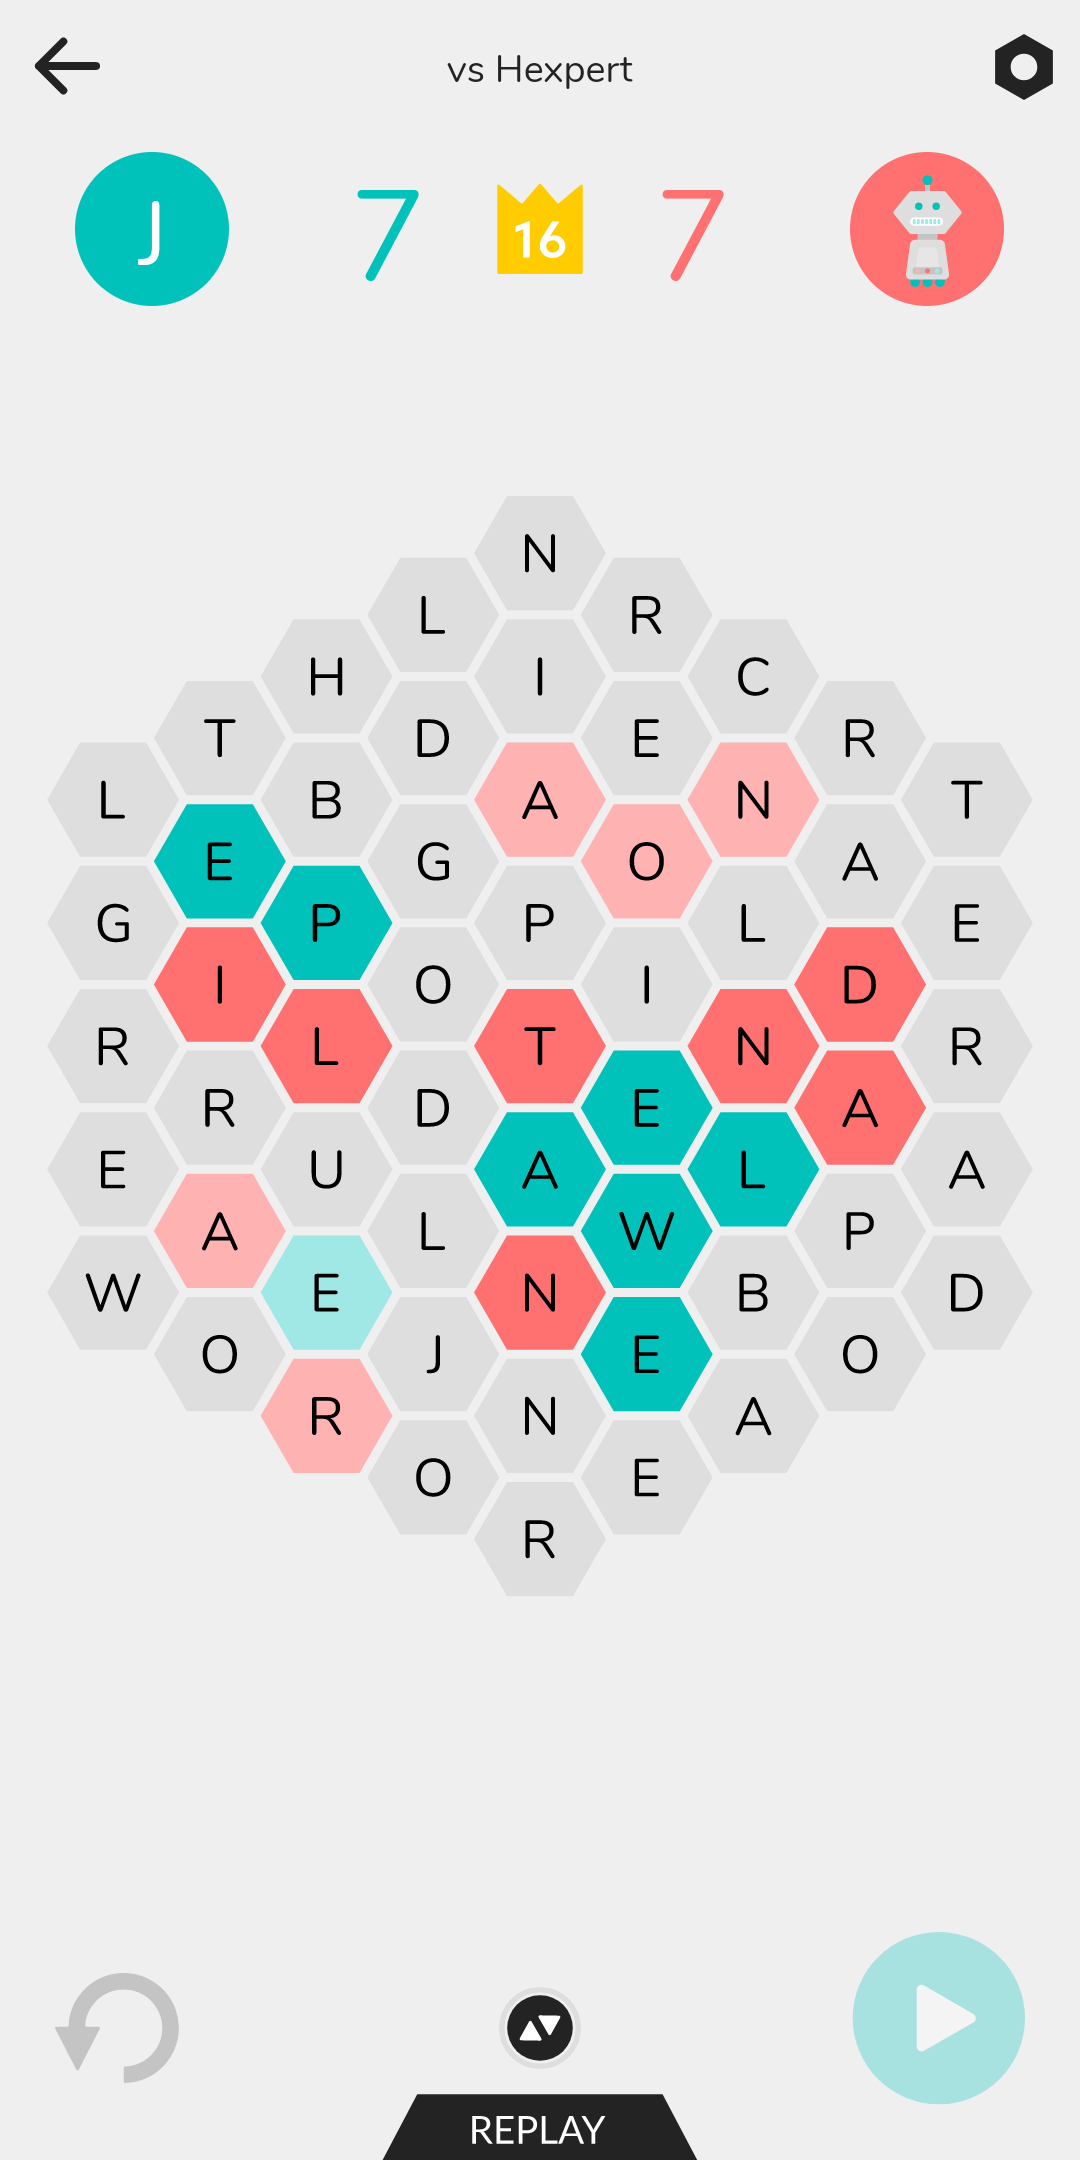 vs Hexpert
J 7 16 7
N
L R
H I C
T D E R
L B A N T
E G O A
G P P L E
I O I D
R L T N R
R D E A
E U A L A
A L W P
W E N B D
O J E O
R N A
O E
R
REPLAY